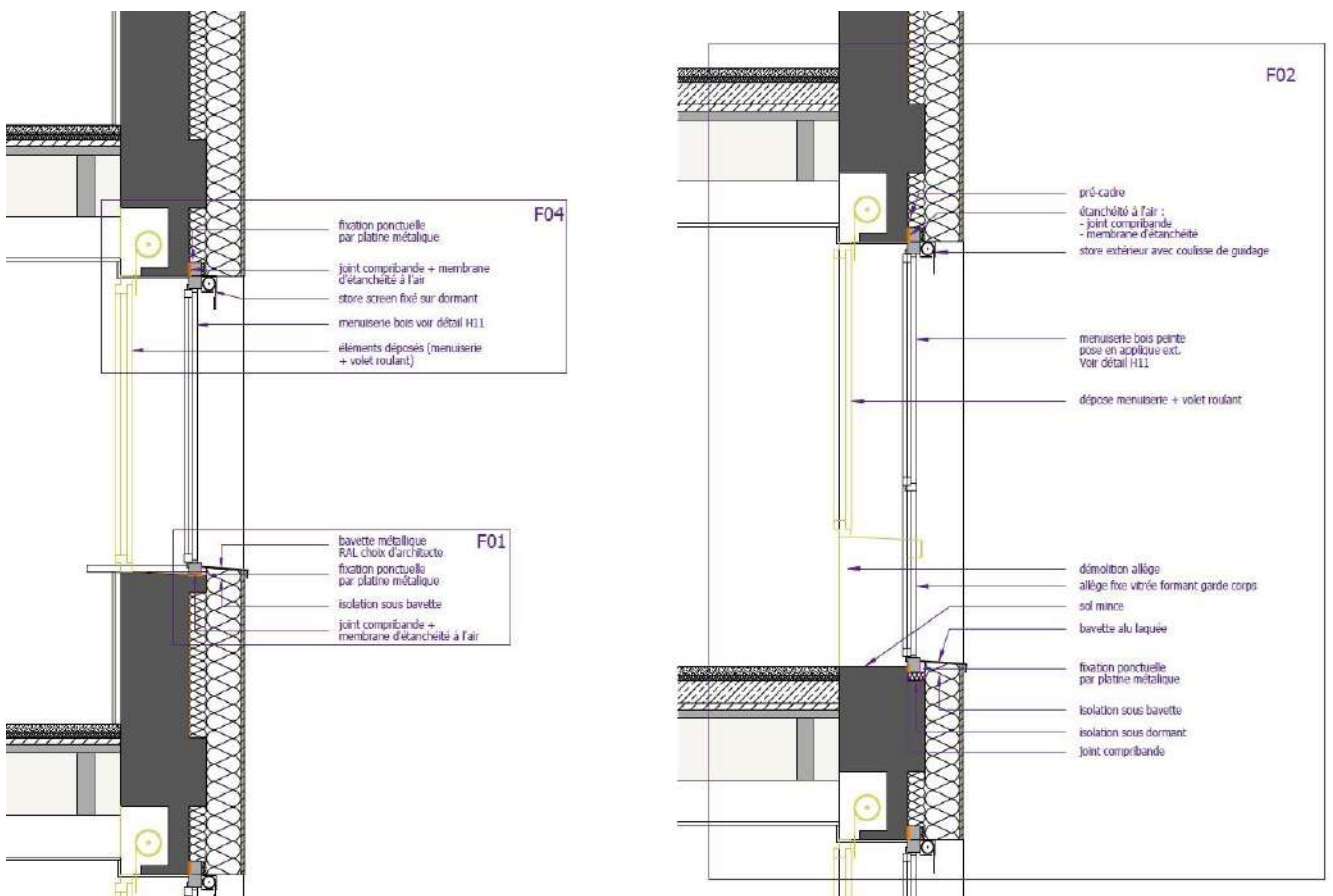 F04
fixation ponctuelle
par platine métalique
joint compribande + membrane
d'étanchéité à l'air
store screen fixé sur dormant
menuiserie bois voir détail H11
éléments déposés (menuiserie
+ volet roulant)
F01
bavette métallique
RAL choix d'architecte
fixation ponctuelle
par platine métalique
isolation sous bavette
joint compribande +
membrane d'étanchéité à l'air
F02
pré-cadre
étanchéité à l'air :
- joint compribande
- membrane d'étanchéité
store extérieur avec coulisse de guidage
menuiserie bois peinte
pose en applique ext.
Voir détail H11
dépose menuiserie + volet roulant
démolition allège
allège fixe vitrée formant garde corps
sol mince
bavette alu laquée
fixation ponctuelle
par platine métalique
isolation sous bavette
isolation sous dormant
joint compribande